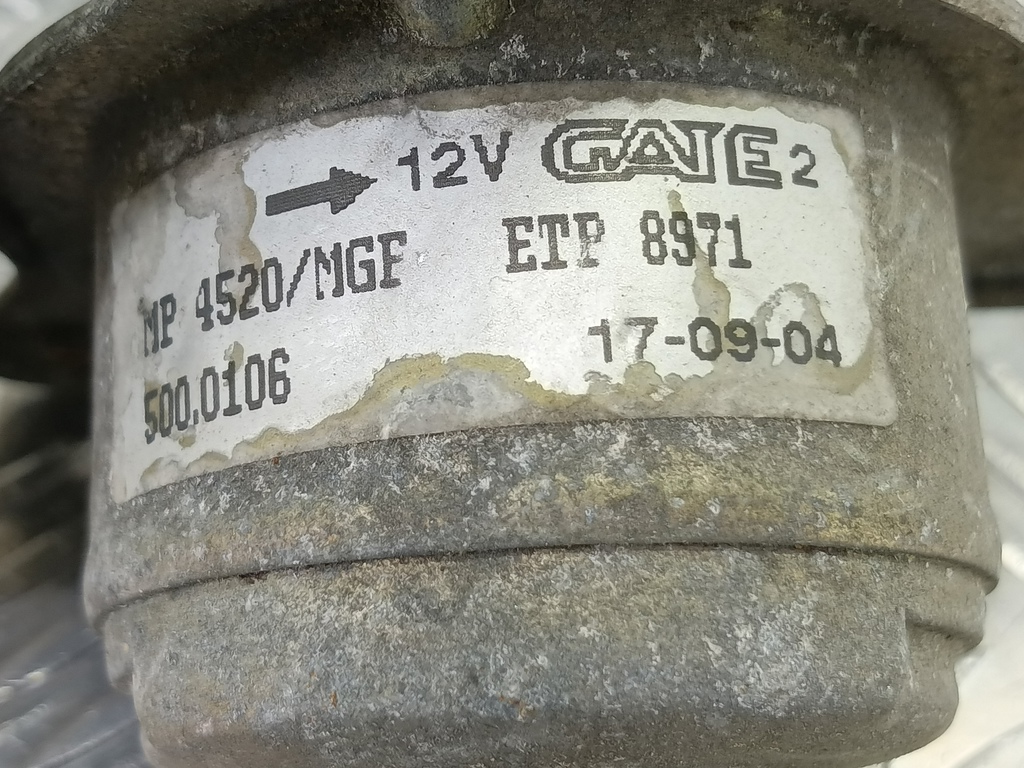 12V GATE 2
MP 4520/MGF ETP 8971
500.0106 17-09-04